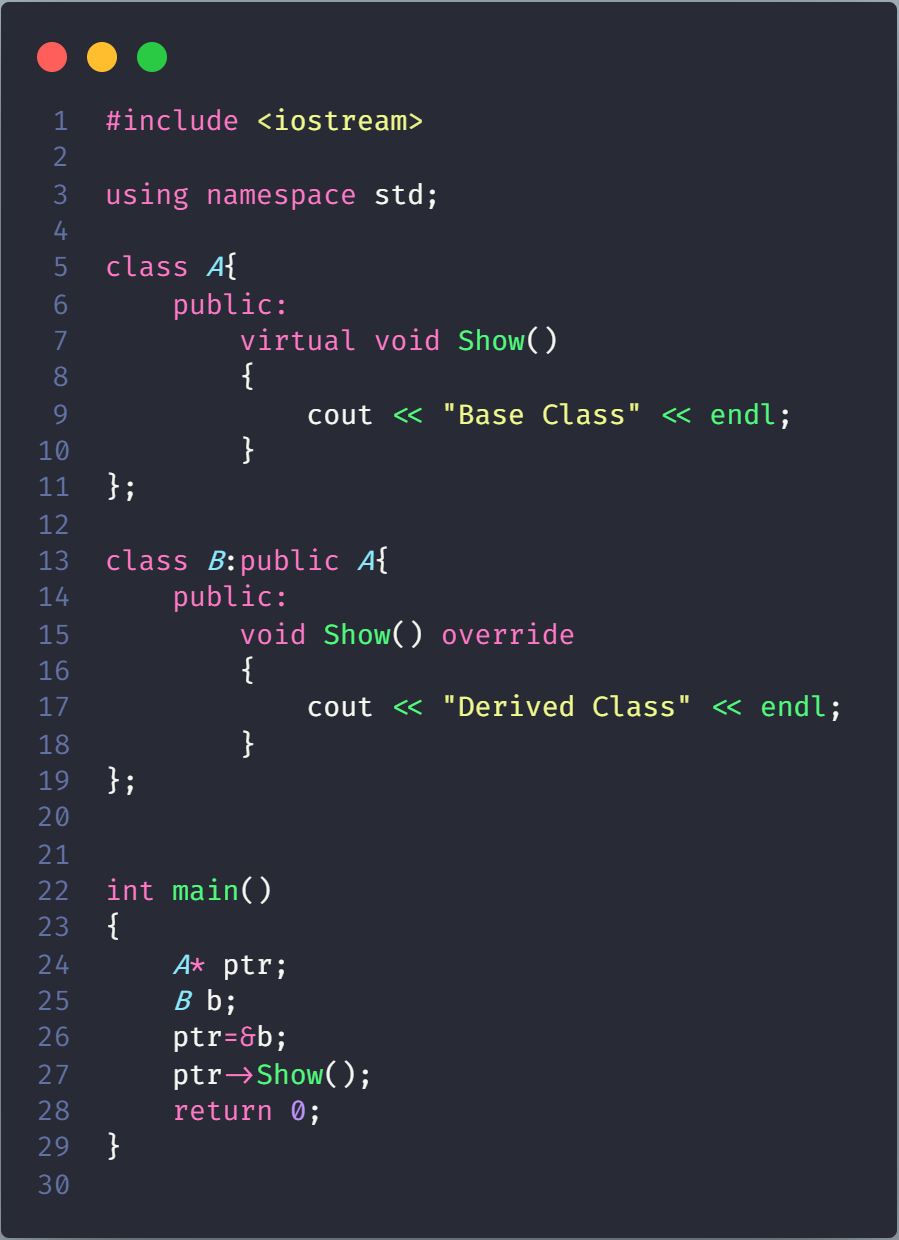 1 #include <iostream>
2
3 using namespace std;
4
5 class A{
6     public:
7         virtual void Show()
8         {
9             cout << "Base Class" << endl;
10         }
11 };
12
13 class B:public A{
14     public:
15         void Show() override
16         {
17             cout << "Derived Class" << endl;
18         }
19 };
20
21
22 int main()
23 {
24     A* ptr;
25     B b;
26     ptr=&b;
27     ptr->Show();
28     return 0;
29 }
30